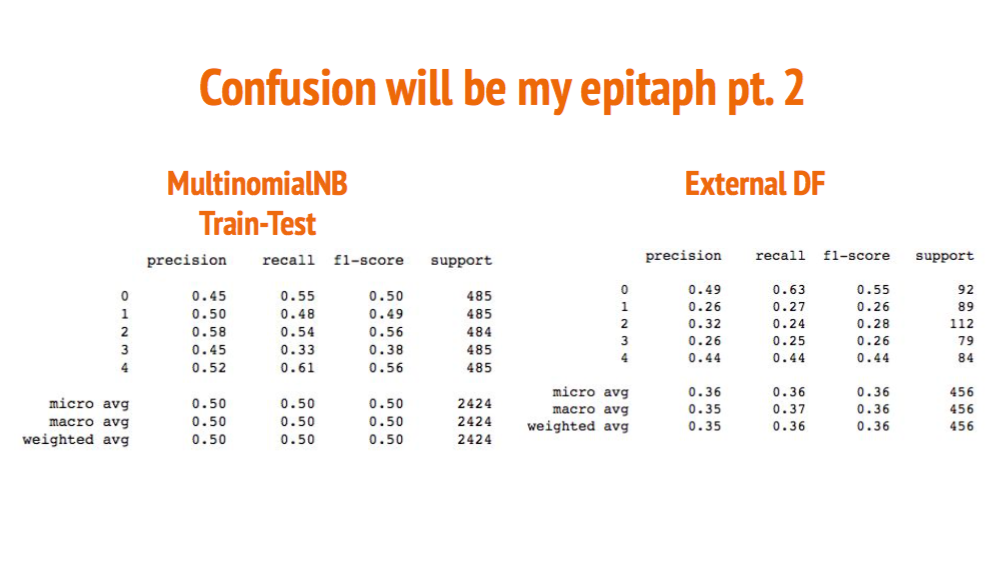 Confusion will be my epitaph pt. 2
MultinomialNB
Train-Test
precision recall f1-score support
0 0.45 0.55 0.50 485
1 0.50 0.48 0.49 485
2 0.58 0.54 0.56 484
3 0.45 0.33 0.38 485
4 0.52 0.61 0.56 485
micro avg 0.50 0.50 0.50 2424
macro avg 0.50 0.50 0.50 2424
weighted avg 0.50 0.50 0.50 2424
External DF
precision recall f1-score support
0 0.49 0.63 0.55 92
1 0.26 0.27 0.26 89
2 0.32 0.24 0.28 112
3 0.26 0.25 0.26 79
4 0.44 0.44 0.44 84
micro avg 0.36 0.36 0.36 456
macro avg 0.35 0.37 0.36 456
weighted avg 0.35 0.36 0.36 456